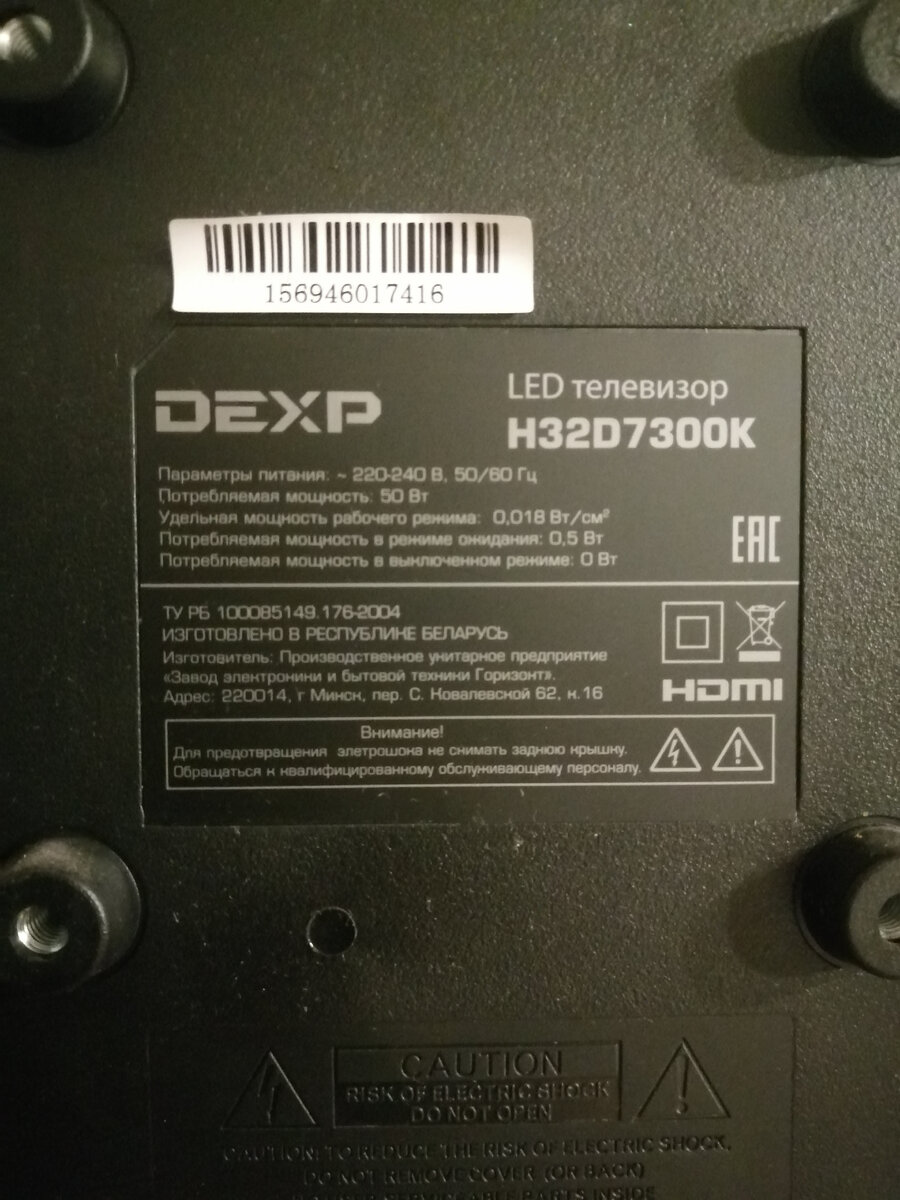 156946017416
DEXP
LED телевизор
H32D7300K
Параметры питания: ~ 220-240 В, 50/60 Гц
Потребляемая мощность: 50 Вт
Удельная мощность рабочего режима: 0,018 Вт/см²
Потребляемая мощность в режиме ожидания: 0,5 Вт
Потребляемая мощность в выключенном режиме: 0 Вт
EAC
ТУ РБ 100085149.176-2004
ИЗГОТОВЛЕНО В РЕСПУБЛИКЕ БЕЛАРУСЬ
Изготовитель: Производственное унитарное предприятие
«Завод электроники и бытовой техники Горизонт».
Адрес: 220014, г Минск, пер. С. Ковалевской 62, к.16
HDMI
Внимание!
Для предотвращения элетрошока не снимать заднюю крышку.
Обращаться к квалифицированному обслуживающему персоналу.
CAUTION
RISK OF ELECTRIC SHOCK
DO NOT OPEN
CAUTION: TO REDUCE THE RISK OF ELECTRIC SHOCK,
DO NOT REMOVE COVER (OR BACK)
NO USER SERVICEABLE PARTS INSIDE